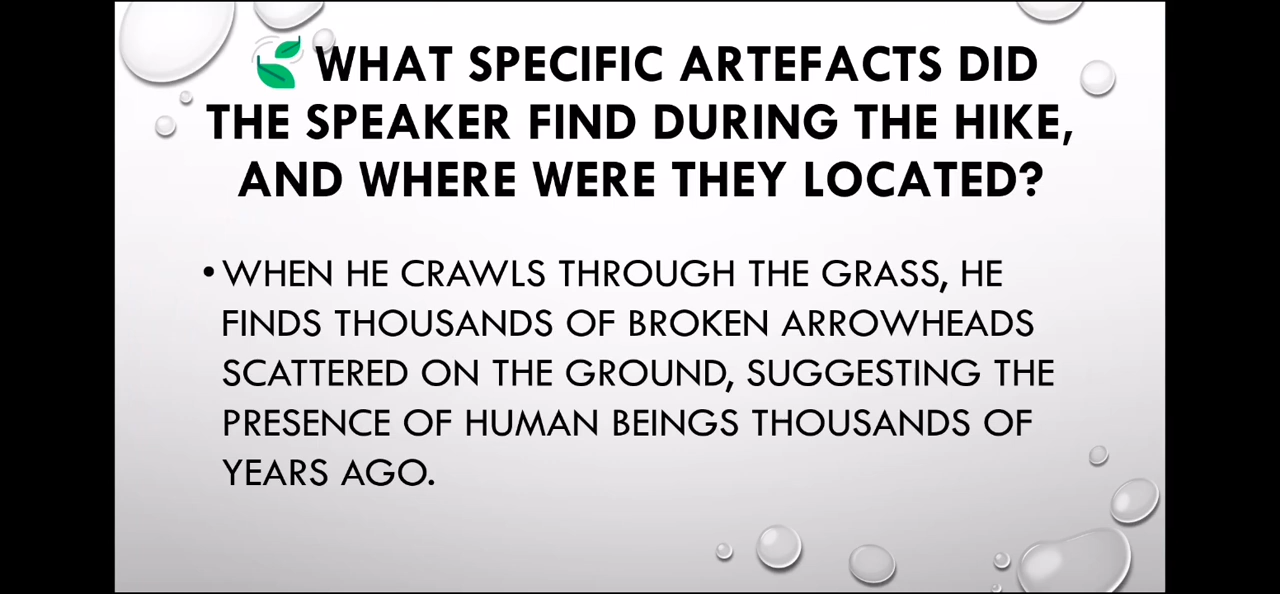 WHAT SPECIFIC ARTEFACTS DID
THE SPEAKER FIND DURING THE HIKE,
AND WHERE WERE THEY LOCATED?
• WHEN HE CRAWLS THROUGH THE GRASS, HE
FINDS THOUSANDS OF BROKEN ARROWHEADS
SCATTERED ON THE GROUND, SUGGESTING THE
PRESENCE OF HUMAN BEINGS THOUSANDS OF
YEARS AGO.